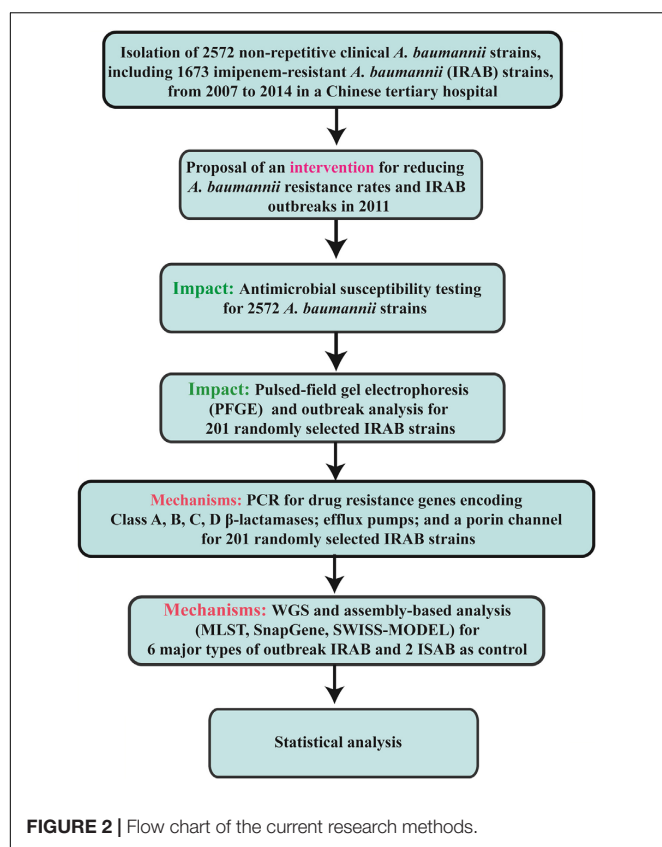 Isolation of 2572 non-repetitive clinical A. baumannii strains,
including 1673 imipenem-resistant A. baumannii (IRAB) strains,
from 2007 to 2014 in a Chinese tertiary hospital
Proposal of an intervention for reducing
A. baumannii resistance rates and IRAB
outbreaks in 2011
Impact: Antimicrobial susceptibility testing
for 2572 A. baumannii strains
Impact: Pulsed-field gel electrophoresis
(PFGE) and outbreak analysis for
201 randomly selected IRAB strains
Mechanisms: PCR for drug resistance genes encoding
Class A, B, C, D β-lactamases; efflux pumps; and a porin channel
for 201 randomly selected IRAB strains
Mechanisms: WGS and assembly-based analysis
(MLST, SnapGene, SWISS-MODEL) for
6 major types of outbreak IRAB and 2 ISAB as control
Statistical analysis
FIGURE 2 | Flow chart of the current research methods.